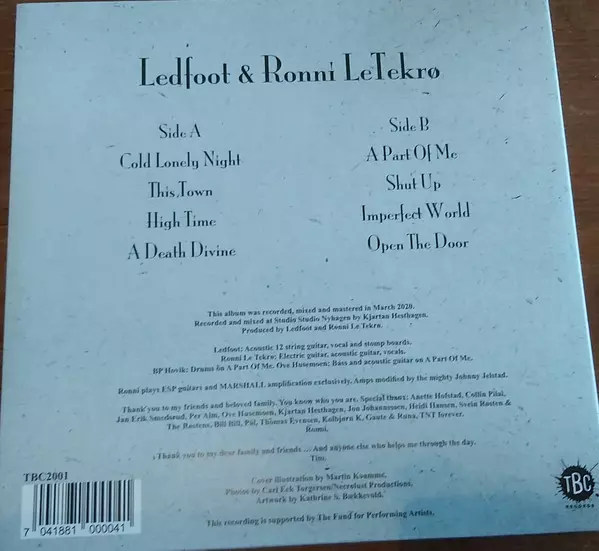 Ledfoot & Ronni LeTekrø
Side A
Cold Lonely Night
This Town
High Time
A Death Divine
Side B
A Part Of Me
Shut Up
Imperfect World
Open The Door
This album was recorded, mixed and mastered in March 2020.
Recorded and mixed at Studio Studio Nyhagen by Kjartan Hesthagen.
Produced by Ledfoot and Ronni Le Tekrø.
Ledfoot: Acoustic 12 string guitar, vocal and stomp boards.
Ronni Le Tekrø: Electric guitar, acoustic guitar, vocals.
BP Hovik: Drums on A Part Of Me. Ove Husemoen: Bass and acoustic guitar on A Part Of Me.
Ronni plays ESP guitars and MARSHALL amplification exclusively. Amps modified by the mighty Johnny Jelstad.
Thank you to my friends and beloved family. You know who you are. Special thanx: Anette Hofstad, Collin Pilai,
Jan Erik Smedsrud, Per Alm, Ove Husemoen, Kjartan Hesthagen, Jon Johannessen, Heidi Hansen, Svein Rosten &
The Rostens, Bill Bill, Pål, Thomas Evensen, Kolbjørn K, Gaute & Runa, TNT forever.
Ronni.
Thank you to my dear family and friends.... And anyone else who helps me through the day.
Tim.
Cover illustration by Martin Kvamme.
Photos by Carl Eek Torgersen/Necrolust Productions.
Artwork by Kathrine S. Bækkevold.
This recording is supported by The Fund for Performing Artists.
TBC2001
7 041881 000041
TBC
RECORDS